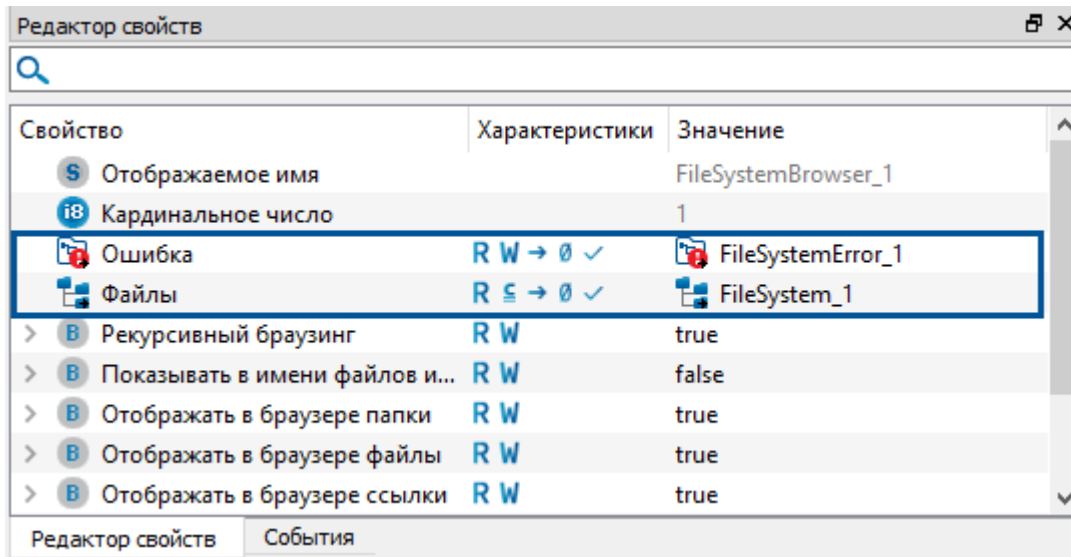 Редактор свойств
Свойство Характеристики Значение
S Отображаемое имя FileSystemBrowser_1
i8 Кардинальное число 1
Ошибка R W → ∅ ✓ FileSystemError_1
Файлы R ⊆ → ∅ ✓ FileSystem_1
B Рекурсивный браузинг R W true
B Показывать в имени файлов и... R W false
B Отображать в браузере папки R W true
B Отображать в браузере файлы R W true
B Отображать в браузере ссылки R W true
Редактор свойств События